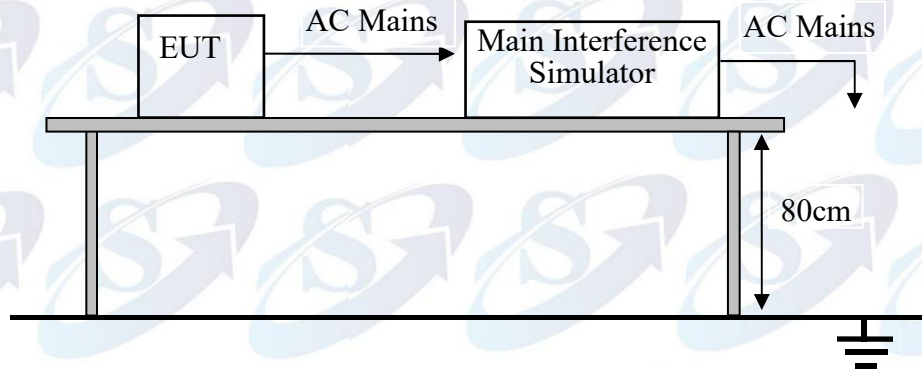 AC Mains
EUT
Main Interference
Simulator
AC Mains
80cm